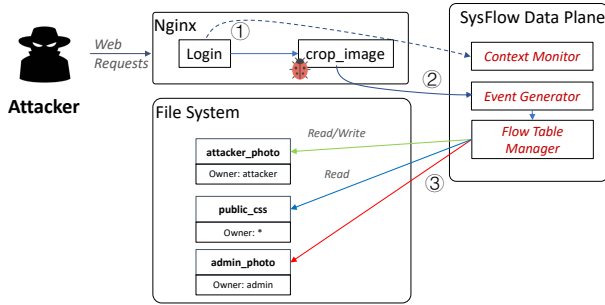 SysFlow Data Plane
Nginx
①
Web
Requests
Login
crop_image
Context Monitor
②
Attacker
Event Generator
File System
Flow Table
Manager
Read/Write
attacker_photo
Owner: attacker
Read
③
public_css
Owner: *
admin_photo
Owner: admin